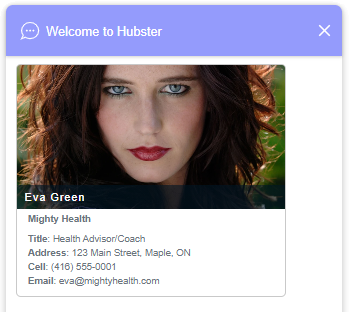 Welcome to Hubster
Eva Green
Mighty Health
Title: Health Advisor/Coach
Address: 123 Main Street, Maple, ON
Cell: (416) 555-0001
Email: eva@mightyhealth.com